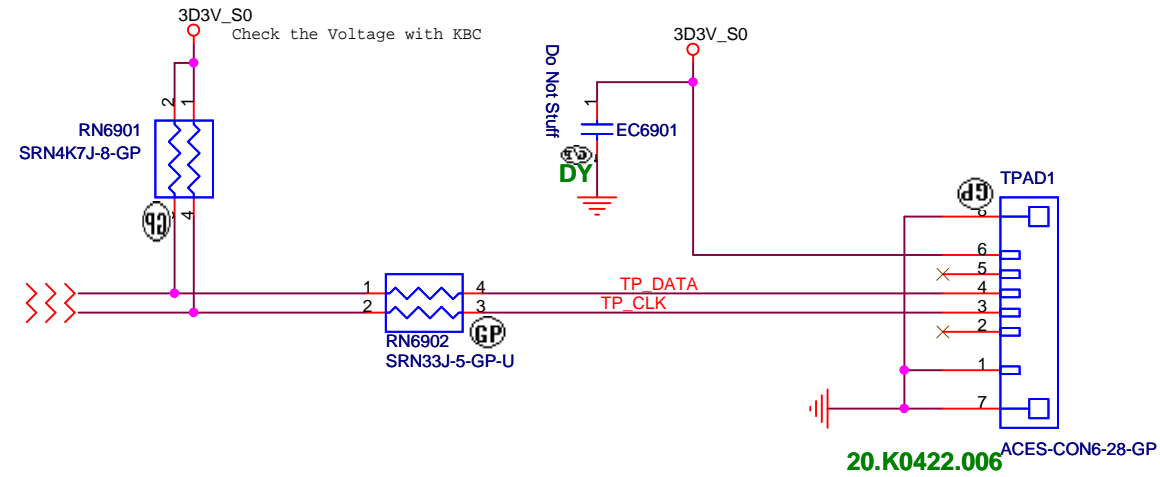 3D3V_S0
Check the Voltage with KBC
3D3V_S0
Do Not Stuff
2 1
1
RN6901
SRN4K7J-8-GP
EC6901
DY
GP
4
TPAD1
GP
8
6
5
1 4 TP_DATA 4
2 3 TP_CLK 3
2
GP
RN6902
SRN33J-5-GP-U
1
7
ACES-CON6-28-GP
20.K0422.006